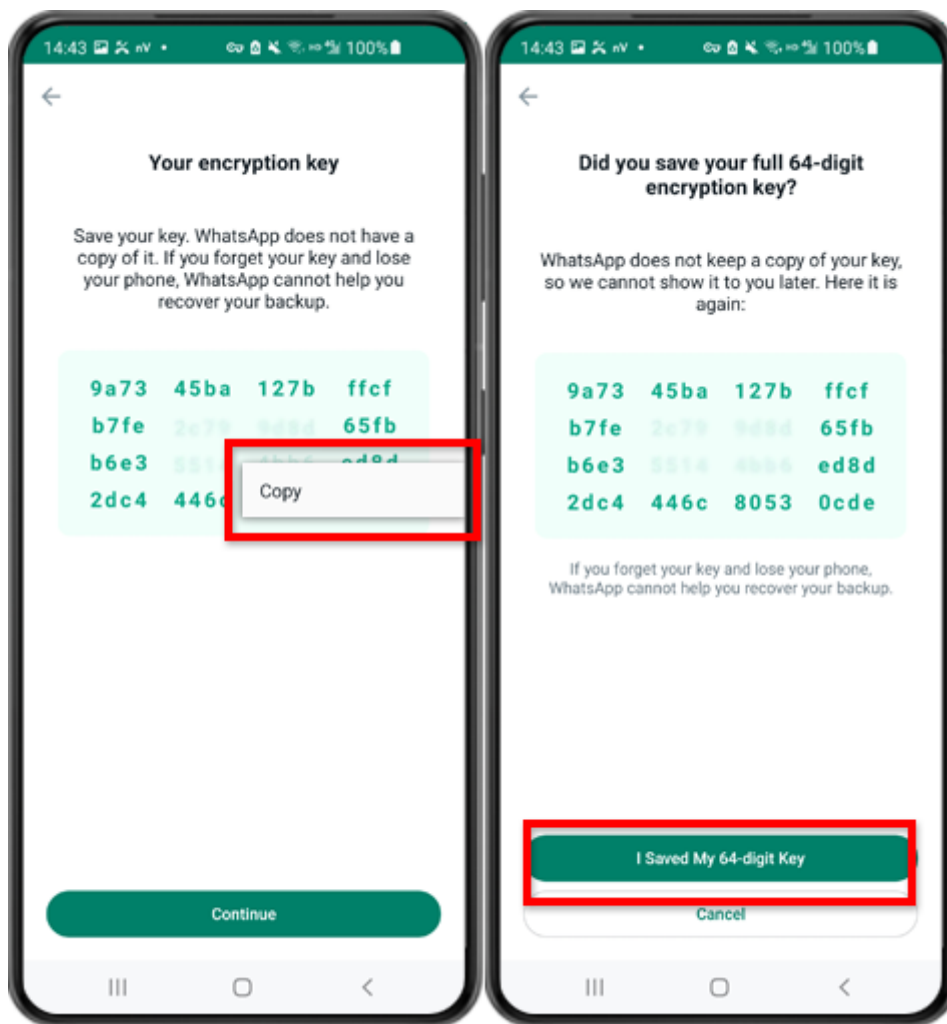 14:43 nV 100%
Your encryption key
Save your key. WhatsApp does not have a
copy of it. If you forget your key and lose
your phone, WhatsApp cannot help you
recover your backup.
9a73 45ba 127b ffcf
b7fe 65fb
b6e3
2dc4 446c
Copy
Continue
14:43 nV 100%
Did you save your full 64-digit
encryption key?
WhatsApp does not keep a copy of your key,
so we cannot show it to you later. Here it is
again:
9a73 45ba 127b ffcf
b7fe 65fb
b6e3 ed8d
2dc4 446c 8053 0cde
If you forget your key and lose your phone,
WhatsApp cannot help you recover your backup.
I Saved My 64-digit Key
Cancel